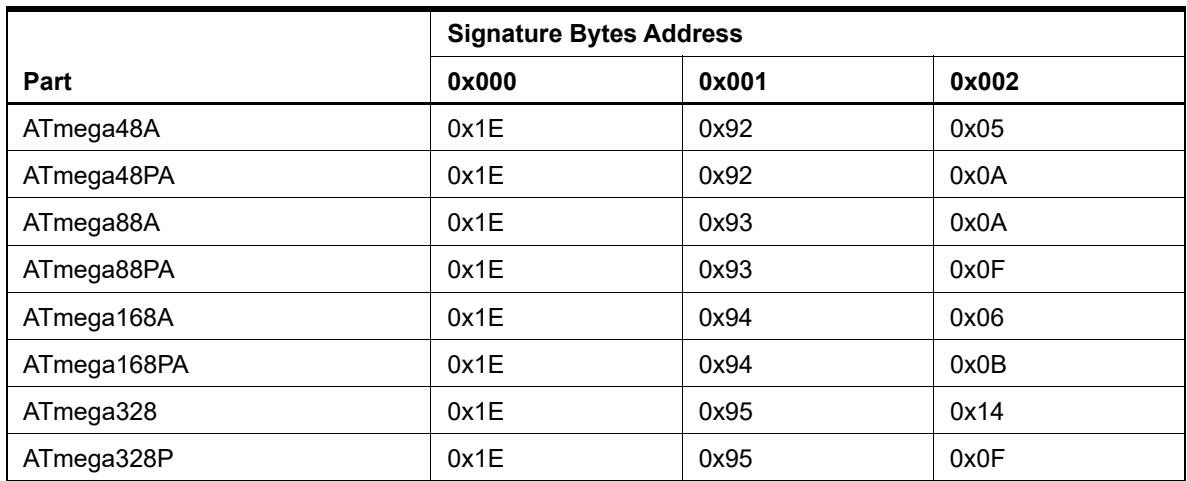 Signature Bytes Address
Part 0x000 0x001 0x002
ATmega48A 0x1E 0x92 0x05
ATmega48PA 0x1E 0x92 0x0A
ATmega88A 0x1E 0x93 0x0A
ATmega88PA 0x1E 0x93 0x0F
ATmega168A 0x1E 0x94 0x06
ATmega168PA 0x1E 0x94 0x0B
ATmega328 0x1E 0x95 0x14
ATmega328P 0x1E 0x95 0x0F